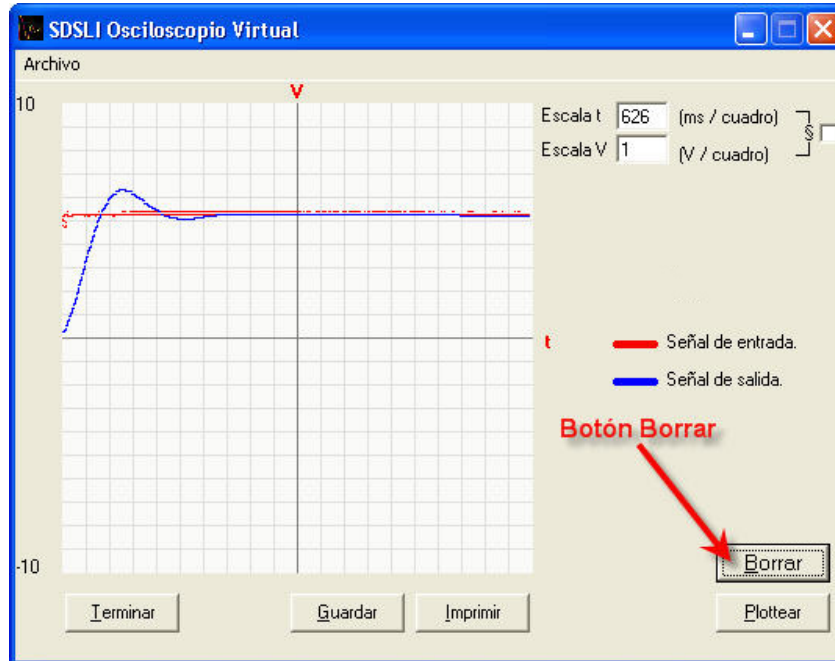 SDSLI Osciloscopio Virtual
Archivo
V
10
Escala t 626 (ms / cuadro)
§
Escala V 1 (V / cuadro)
t
Señal de entrada.
Señal de salida.
Botón Borrar
-10
Borrar
Terminar Guardar Imprimir Plottear